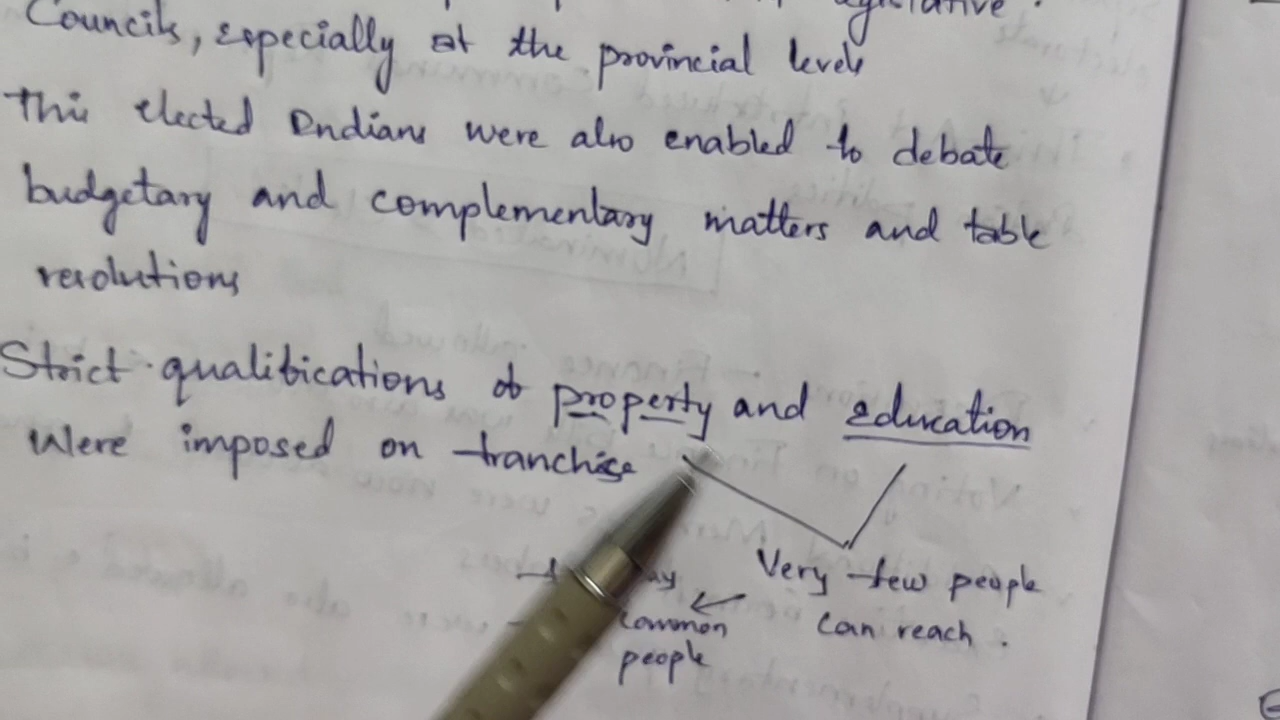 Councils, especially at the provincial levels
This elected Indians were also enabled to debate
budgetary and complementary matters and table
resolutions
Strict qualifications of property and education
were imposed on franchise
Very few people
can reach.
common
people